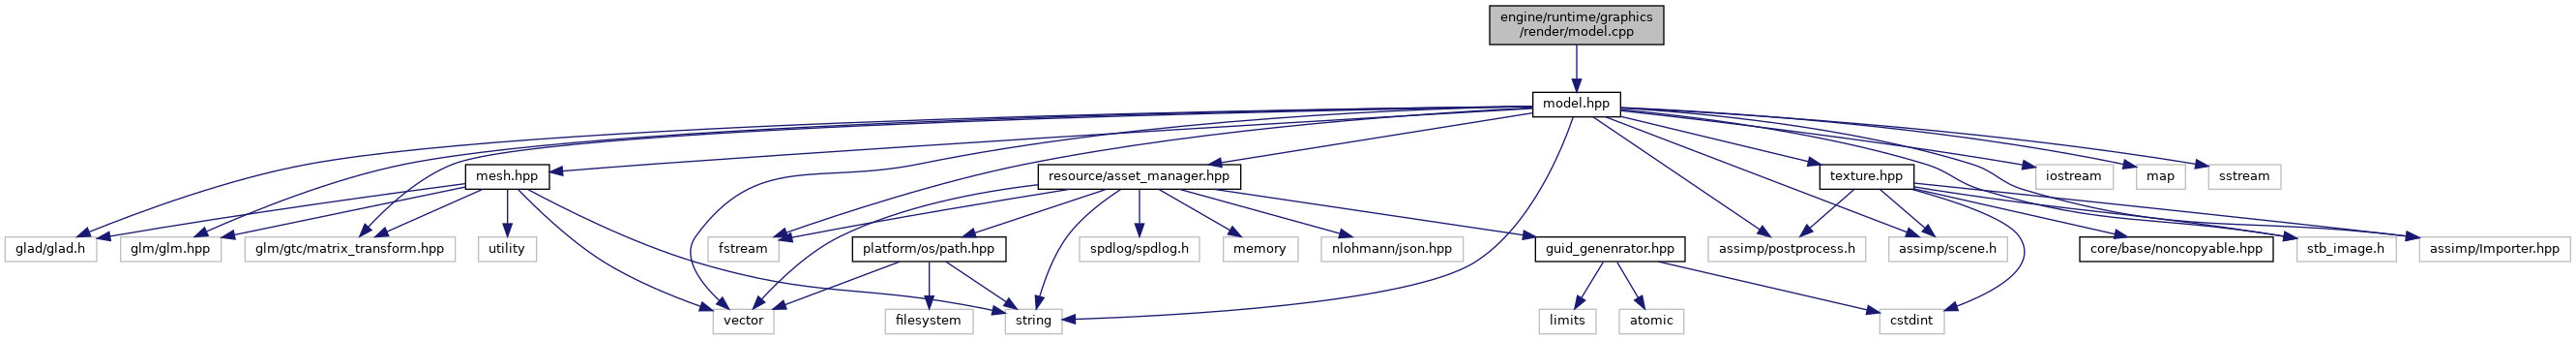 engine/runtime/graphics
/render/model.cpp
model.hpp
mesh.hpp
resource/asset_manager.hpp
texture.hpp
iostream
map
sstream
glad/glad.h
glm/glm.hpp
glm/gtc/matrix_transform.hpp
utility
fstream
platform/os/path.hpp
spdlog/spdlog.h
memory
nlohmann/json.hpp
guid_genenrator.hpp
assimp/postprocess.h
assimp/scene.h
core/base/noncopyable.hpp
stb_image.h
assimp/Importer.hpp
vector
filesystem
string
limits
atomic
cstdint